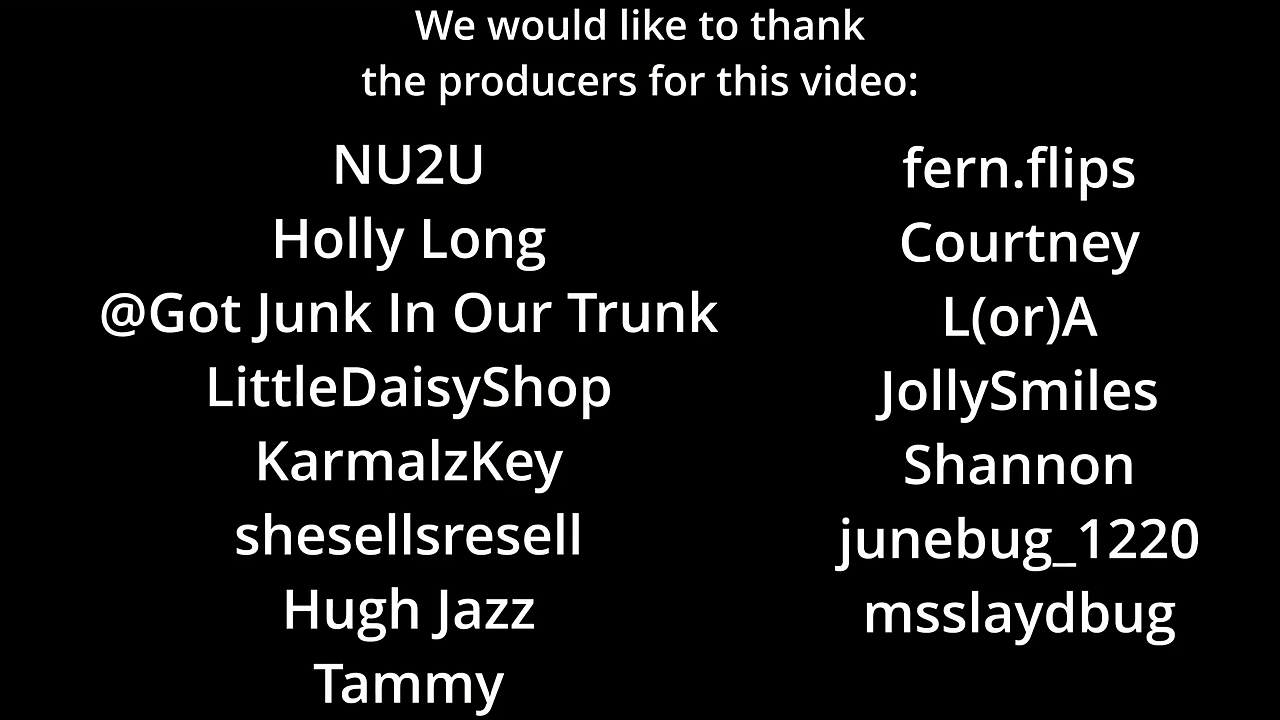 We would like to thank
the producers for this video:
NU2U
Holly Long
@Got Junk In Our Trunk
LittleDaisyShop
KarmalzKey
shesellsresell
Hugh Jazz
Tammy
fern.flips
Courtney
L(or)A
JollySmiles
Shannon
junebug_1220
msslaydbug